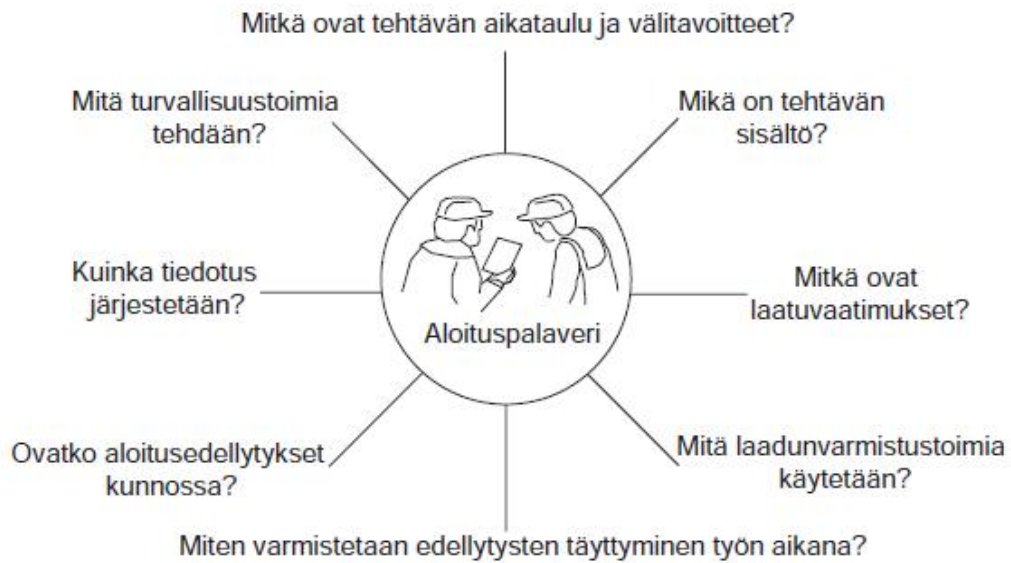 Mitkä ovat tehtävän aikataulu ja välitavoitteet?
Mikä on tehtävän
sisältö?
Mitkä ovat
laatuvaatimukset?
Mitä laadunvarmistustoimia
käytetään?
Miten varmistetaan edellytysten täyttyminen työn aikana?
Ovatko aloitusedellytykset
kunnossa?
Kuinka tiedotus
järjestetään?
Mitä turvallisuustoimia
tehdään?
Aloituspalaveri